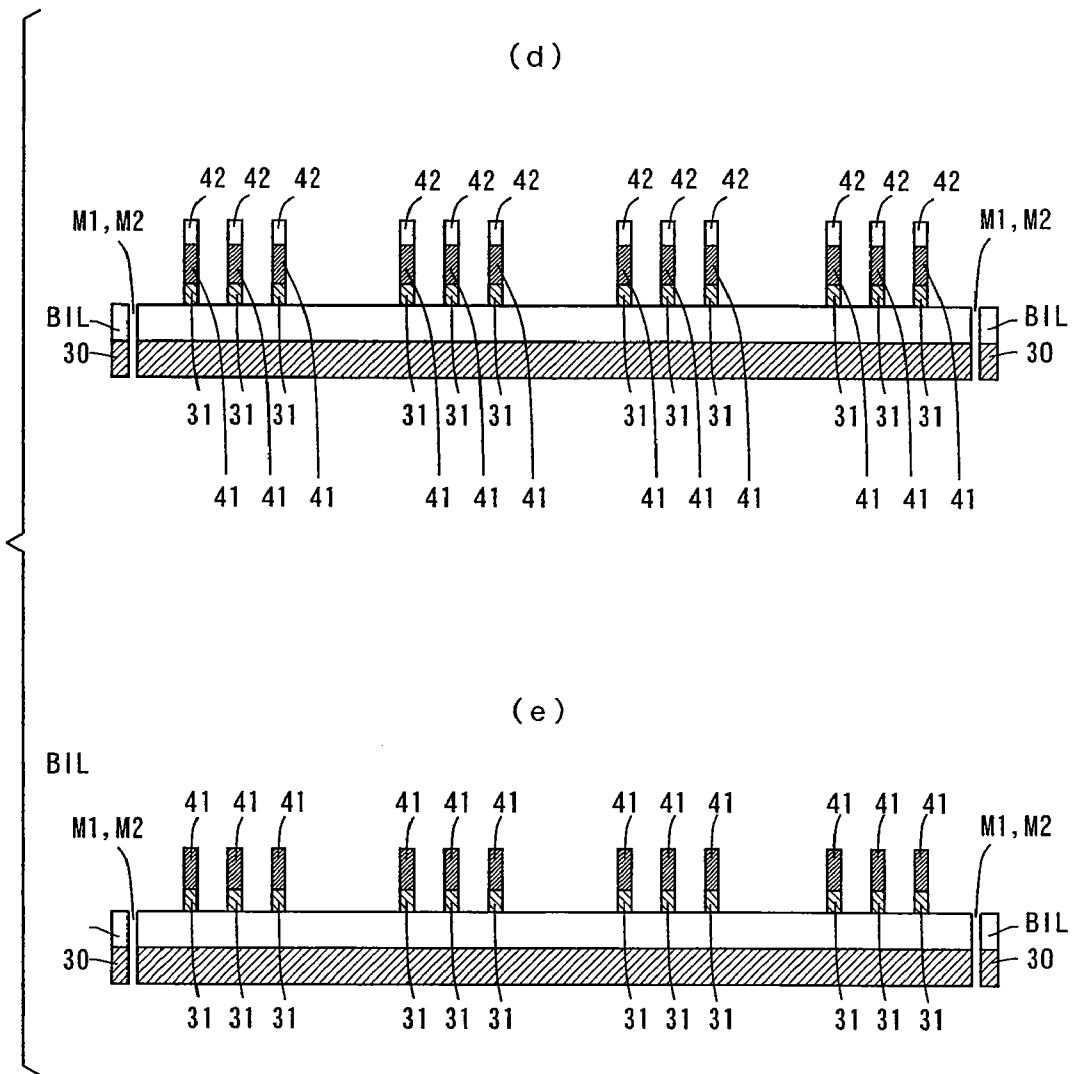 (d)
42 42 42 42 42 42 42 42 42 42 42 42
M1, M2 M1, M2
BIL BIL
30 30
31 31 31 31 31 31 31 31 31 31 31 31
41 41 41 41 41 41 41 41 41 41 41 41
(e)
BIL
41 41 41 41 41 41 41 41 41 41 41 41
M1, M2 M1, M2
BIL
30 30
31 31 31 31 31 31 31 31 31 31 31 31